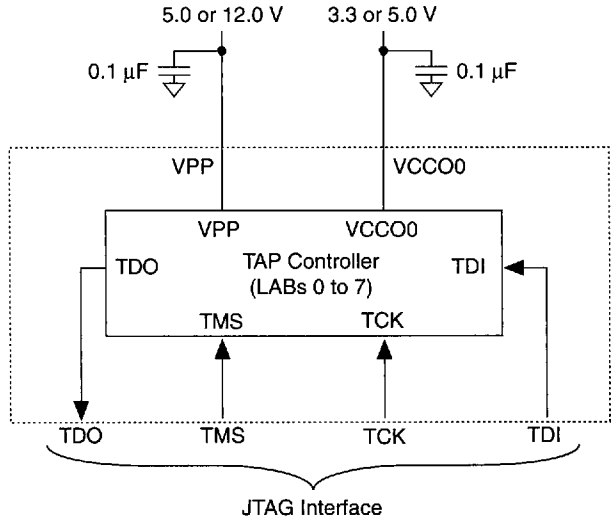 5.0 or 12.0 V
3.3 or 5.0 V
0.1 µF
0.1 µF
VPP
VCCO0
VPP
VCCO0
TDO
TAP Controller
TDI
(LABs 0 to 7)
TMS
TCK
TDO
TMS
TCK
TDI
JTAG Interface